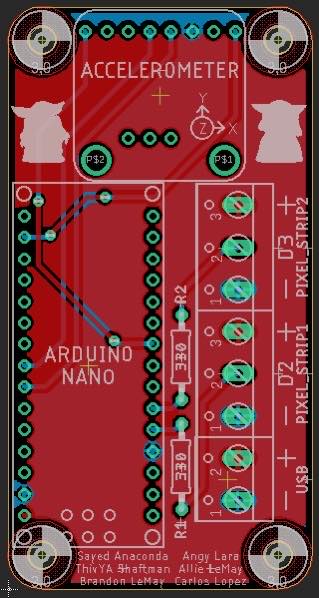 3,0 3,0
ACCELEROMETER
Y
Z X
P$2 P$1
3
2 D3 PIXEL_STRIP2
1
R2
330
3
2 D2 PIXEL_STRIP1
1
ARDUINO
NANO
330
R1
2 USB
1
Sayed Anaconda Angy Lara
ThivYA Shaftman Allie LeMay
Brandon LeMay Carlos Lopez
3,0 3,0